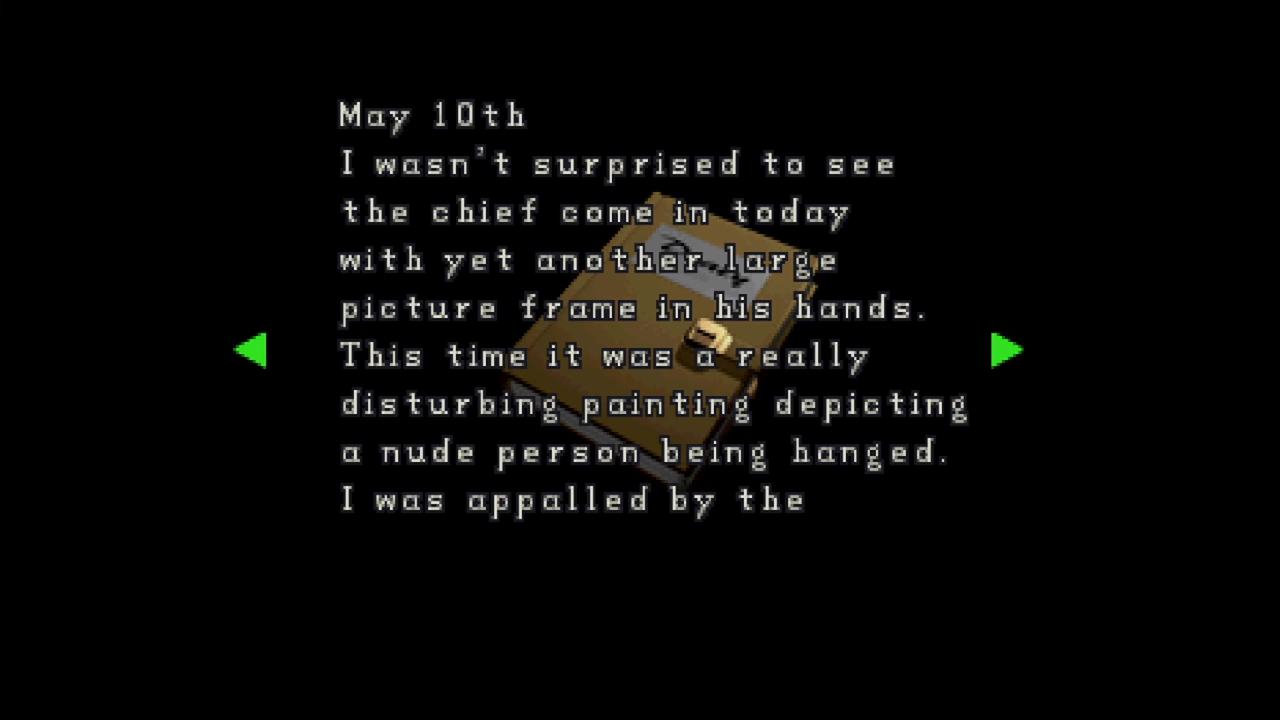 May 10th
I wasn't surprised to see
the chief come in today
with yet another large
picture frame in his hands.
This time it was a really
disturbing painting depicting
a nude person being hanged.
I was appalled by the